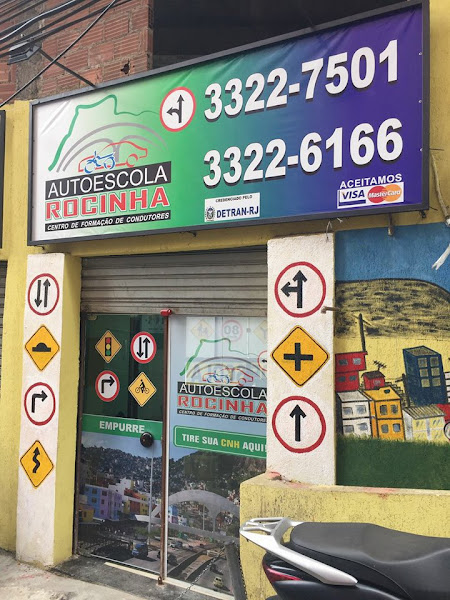 3322-7501
3322-6166
AUTOESCOLA
ROCINHA
CENTRO DE FORMAÇÃO DE CONDUTORES
CREDENCIADO PELO
DETRAN-RJ
ACEITAMOS
VISA MasterCard
AUTOESCOLA
ROCINHA
CENTRO DE FORMAÇÃO DE CONDUTORES
EMPURRE
TIRE SUA CNH AQUI